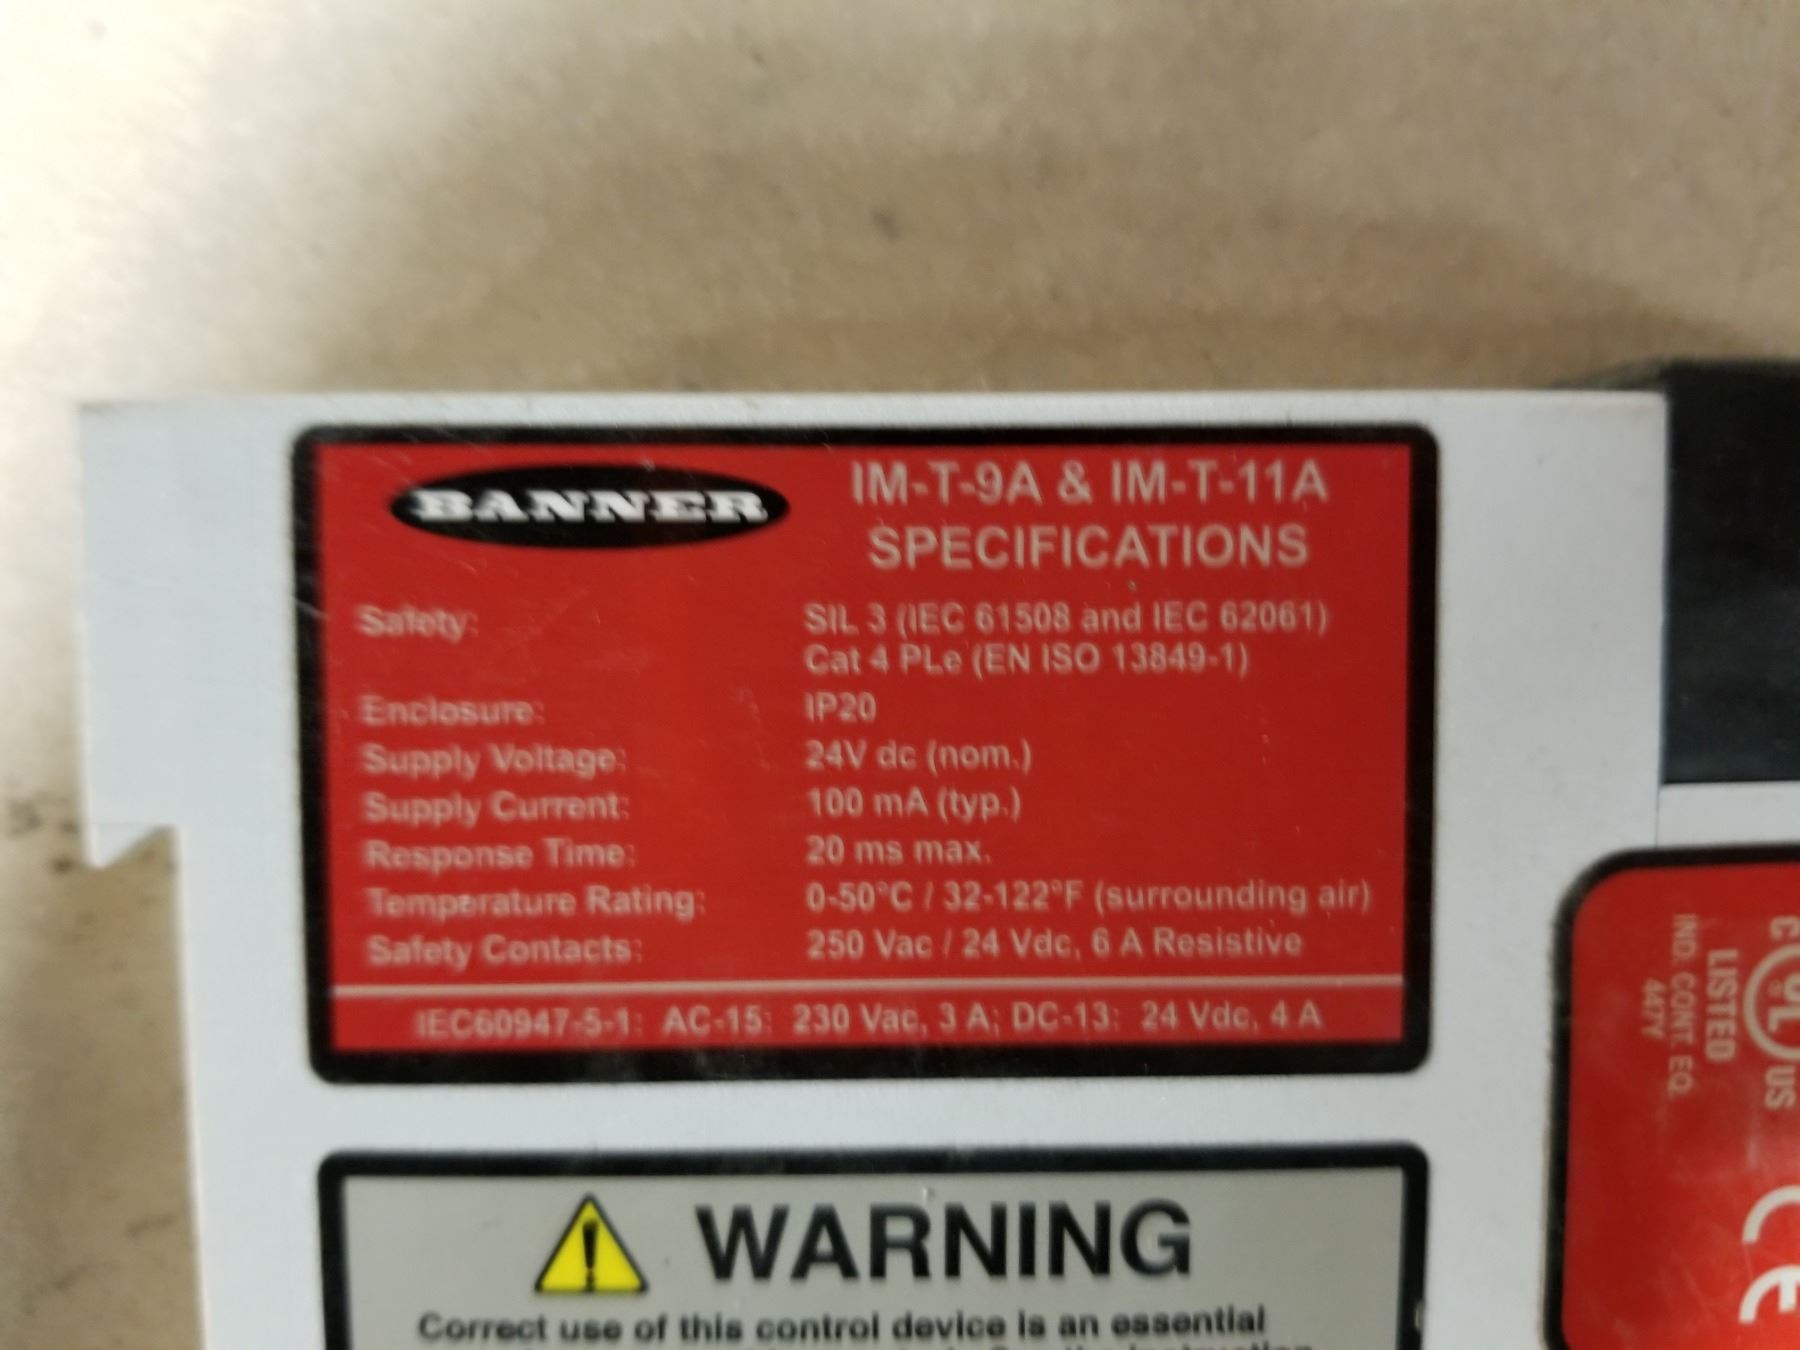 BANNER
IM-T-9A & IM-T-11A
SPECIFICATIONS
Safety: SIL 3 (IEC 61508 and IEC 62061)
Cat 4 PLe (EN ISO 13849-1)
Enclosure: IP20
Supply Voltage: 24V dc (nom.)
Supply Current: 100 mA (typ.)
Response Time: 20 ms max.
Temperature Rating: 0-50°C / 32-122°F (surrounding air)
Safety Contacts: 250 Vac / 24 Vdc, 6 A Resistive
IEC60947-5-1: AC-15: 230 Vac, 3 A; DC-13: 24 Vdc, 4 A
WARNING
Correct use of this control device is an essential
C UL US
LISTED
IND. CONT. EQ.
447Y
CE